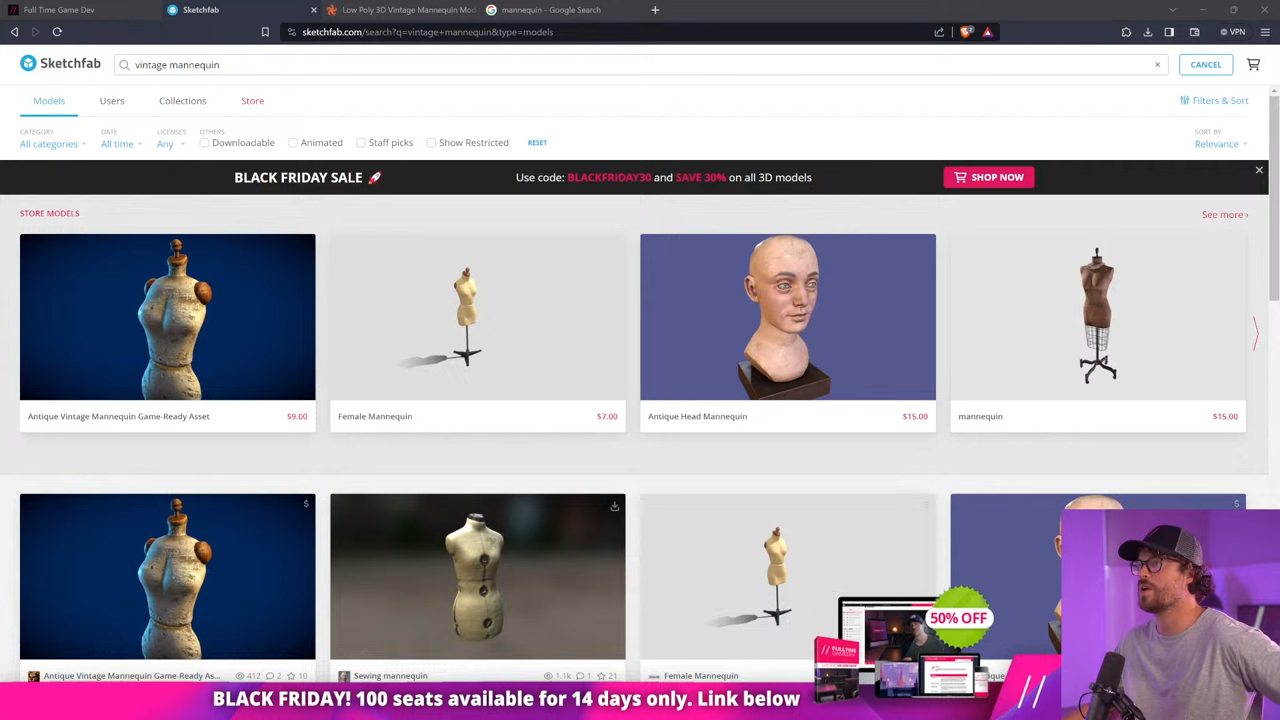 Full Time Game Dev
Sketchfab
Low Poly 3D Vintage Mannequin Mod
mannequin - Google Search
sketchfab.com/search?q=vintage+mannequin&type=models
VPN
Sketchfab
vintage mannequin
CANCEL
Models
Users
Collections
Store
Filters & Sort
CATEGORY
DATE
LICENSES
OTHERS
SORT BY
All categories
All time
Any
Downloadable
Animated
Staff picks
Show Restricted
RESET
Relevance
BLACK FRIDAY SALE 🚀
Use code: BLACKFRIDAY30 and SAVE 30% on all 3D models
SHOP NOW
STORE MODELS
See more ›
Antique Vintage Mannequin Game-Ready Asset
$9.00
Female Mannequin
$7.00
Antique Head Mannequin
$15.00
mannequin
$15.00
Antique Vintage Mannequin Game-Ready As...
412
2
10
Sewing mannequin
1.1k
1
21
Female Mannequin
50% OFF
FULLTIME
GAMEDEV
BLACK FRIDAY! 100 seats available for 14 days only. Link below
//